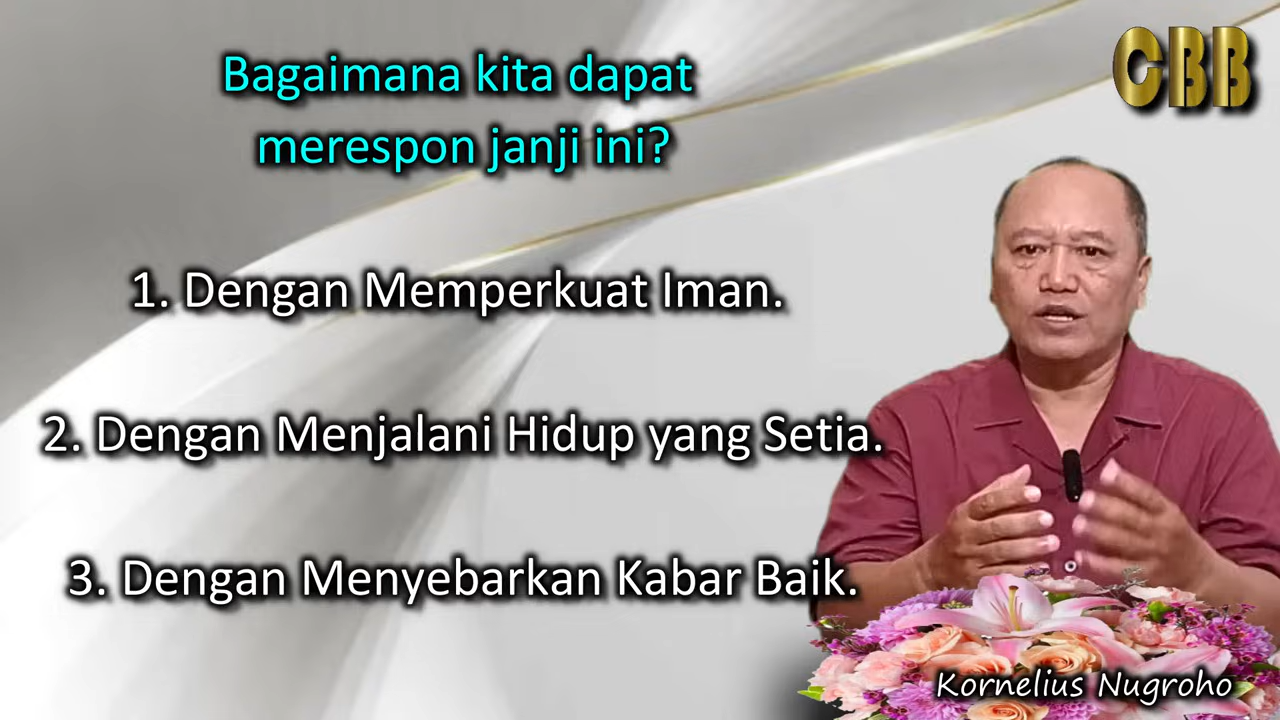 CBB
Bagaimana kita dapat
merespon janji ini?
1. Dengan Memperkuat Iman.
2. Dengan Menjalani Hidup yang Setia.
3. Dengan Menyebarkan Kabar Baik.
Kornelius Nugroho